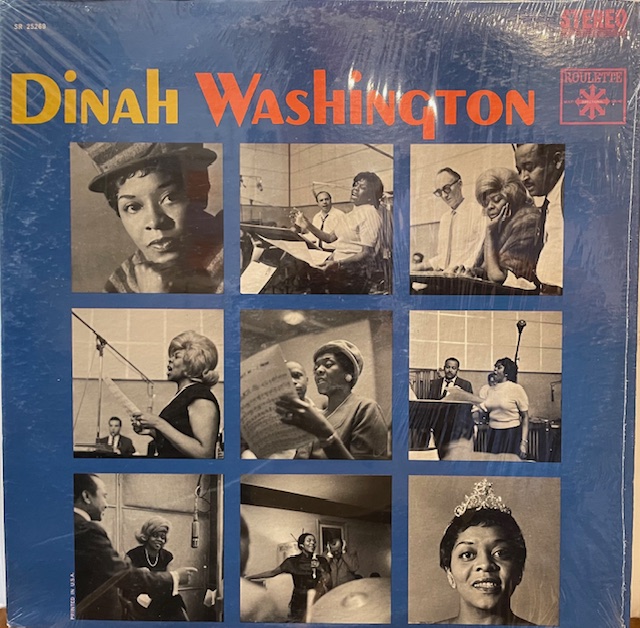 SR 25269
STEREO
DINAH WASHINGTON
ROULETTE
PRINTED IN U.S.A.